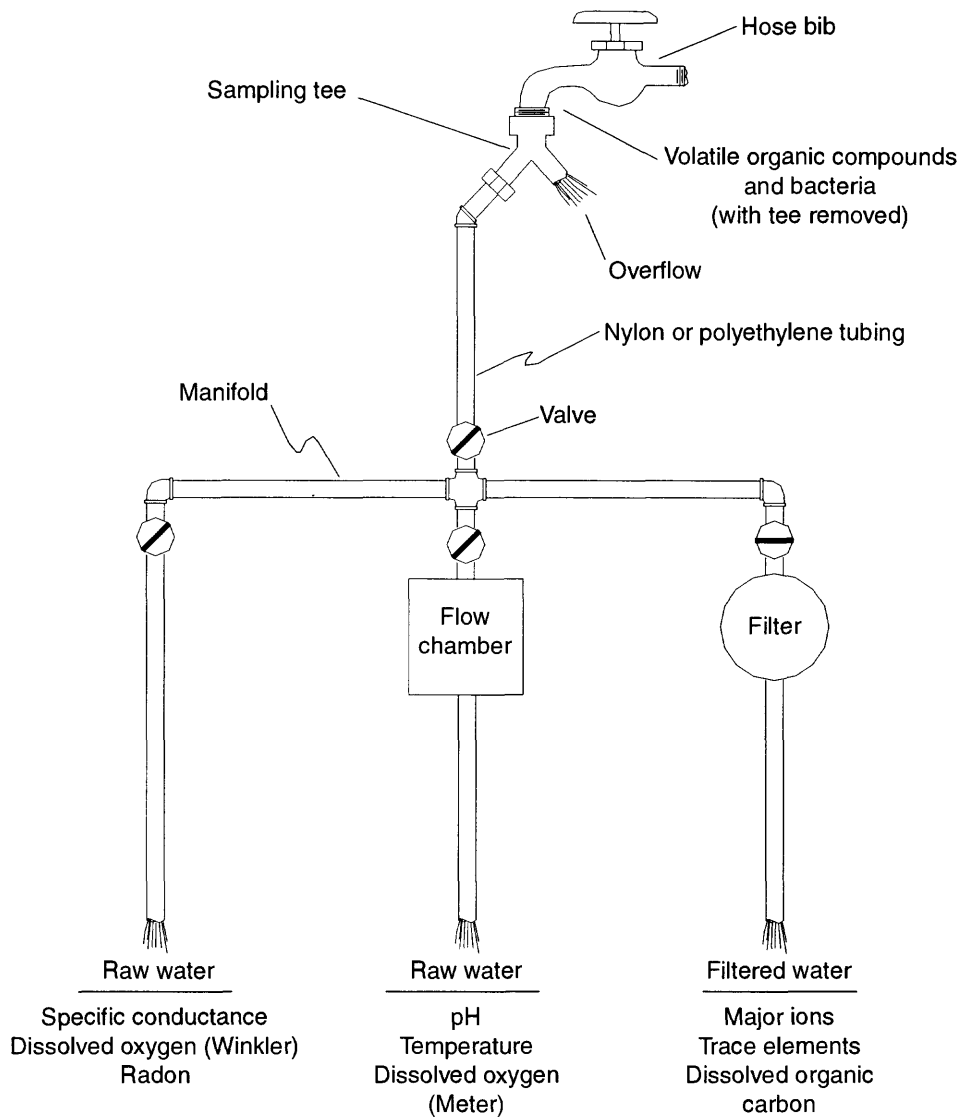 Hose bib
Sampling tee
Volatile organic compounds
and bacteria
(with tee removed)
Overflow
Nylon or polyethylene tubing
Manifold
Valve
Flow
chamber
Filter
Raw water
Specific conductance
Dissolved oxygen (Winkler)
Radon
Raw water
pH
Temperature
Dissolved oxygen
(Meter)
Filtered water
Major ions
Trace elements
Dissolved organic
carbon